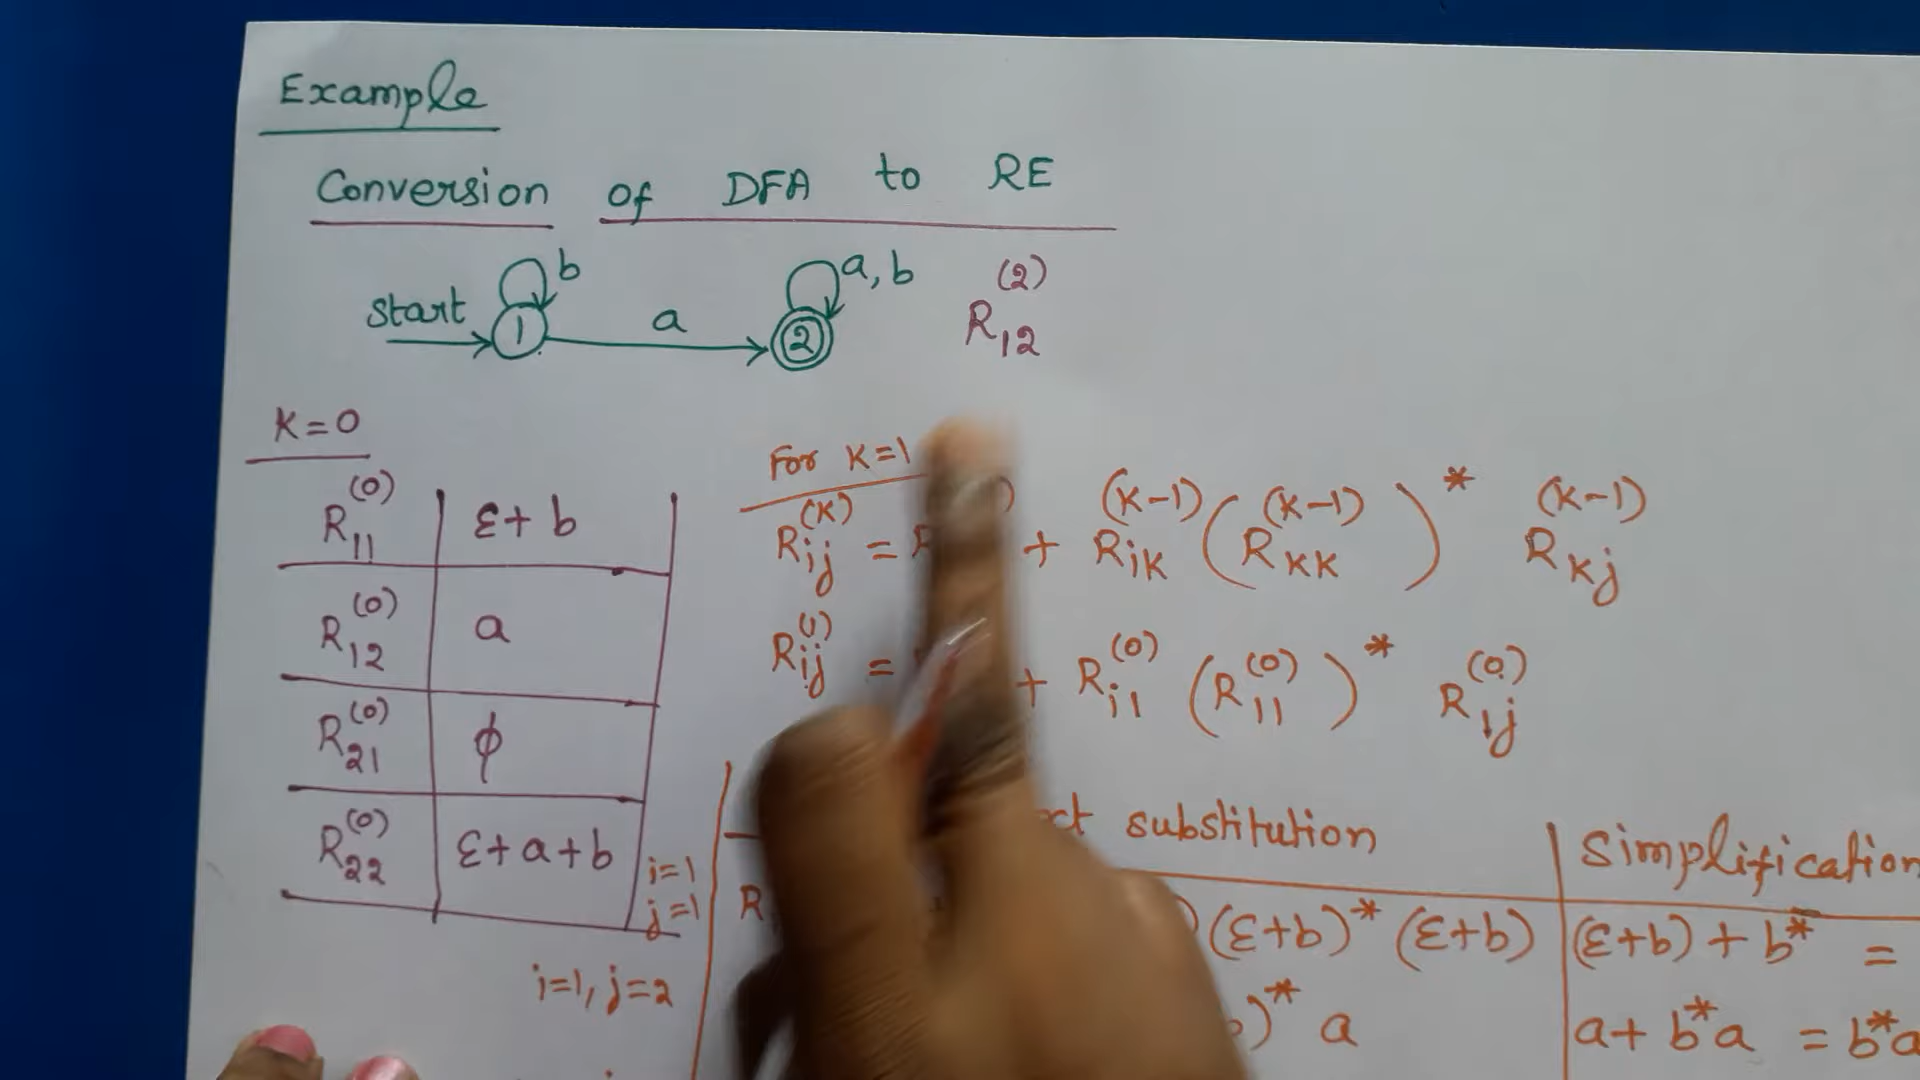 Example
Conversion of DFA to RE
Start 1 b a 2 a, b R12^(2)
K=0
R11^(0) ε+b
R12^(0) a
R21^(0) φ
R22^(0) ε+a+b
For K=1
Rij^(K) = + Rik^(K-1) (RKK^(K-1))* RKj^(K-1)
Rij^(1) = + Ri1^(0) (R11^(0))* R1j^(0)
substitution Simplification
i=1
j=1
R (ε+b)* (ε+b) (ε+b) + b* =
i=1, j=2
)* a a + b*a = b*a